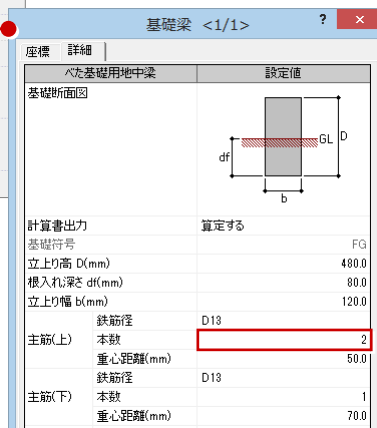 基礎梁 <1/1>
? ×
座標 詳細
べた基礎用地中梁 設定値
基礎断面図
GL D
df
b
計算書出力 算定する
基礎符号 FG
立上り高 D(mm) 480.0
根入れ深さ df(mm) 80.0
立上り幅 b(mm) 120.0
鉄筋径 D13
主筋(上) 本数 2
重心距離(mm) 50.0
鉄筋径 D13
主筋(下) 本数 1
重心距離(mm) 70.0